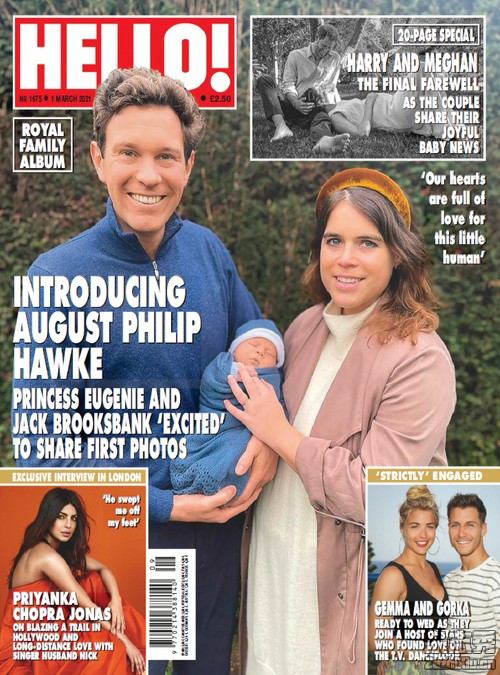 HELLO!
Nº 1675 • 1 MARCH 2021 • £2.50
ROYAL
FAMILY
ALBUM
20-PAGE SPECIAL
HARRY AND MEGHAN
THE FINAL FAREWELL
AS THE COUPLE
SHARE THEIR
JOYFUL
BABY NEWS
'Our hearts
are full of
love for
this little
human'
INTRODUCING
AUGUST PHILIP
HAWKE
PRINCESS EUGENIE AND
JACK BROOKSBANK 'EXCITED'
TO SHARE FIRST PHOTOS
EXCLUSIVE INTERVIEW IN LONDON
'He swept
me off
my feet'
PRIYANKA
CHOPRA JONAS
ON BLAZING A TRAIL IN
HOLLYWOOD AND
LONG-DISTANCE LOVE WITH
SINGER HUSBAND NICK
09
9 770214 388140
'STRICTLY' ENGAGED
GEMMA AND GORKA
READY TO WED AS THEY
JOIN A HOST OF STARS
WHO FOUND LOVE ON
THE T.V. DANCEFLOOR